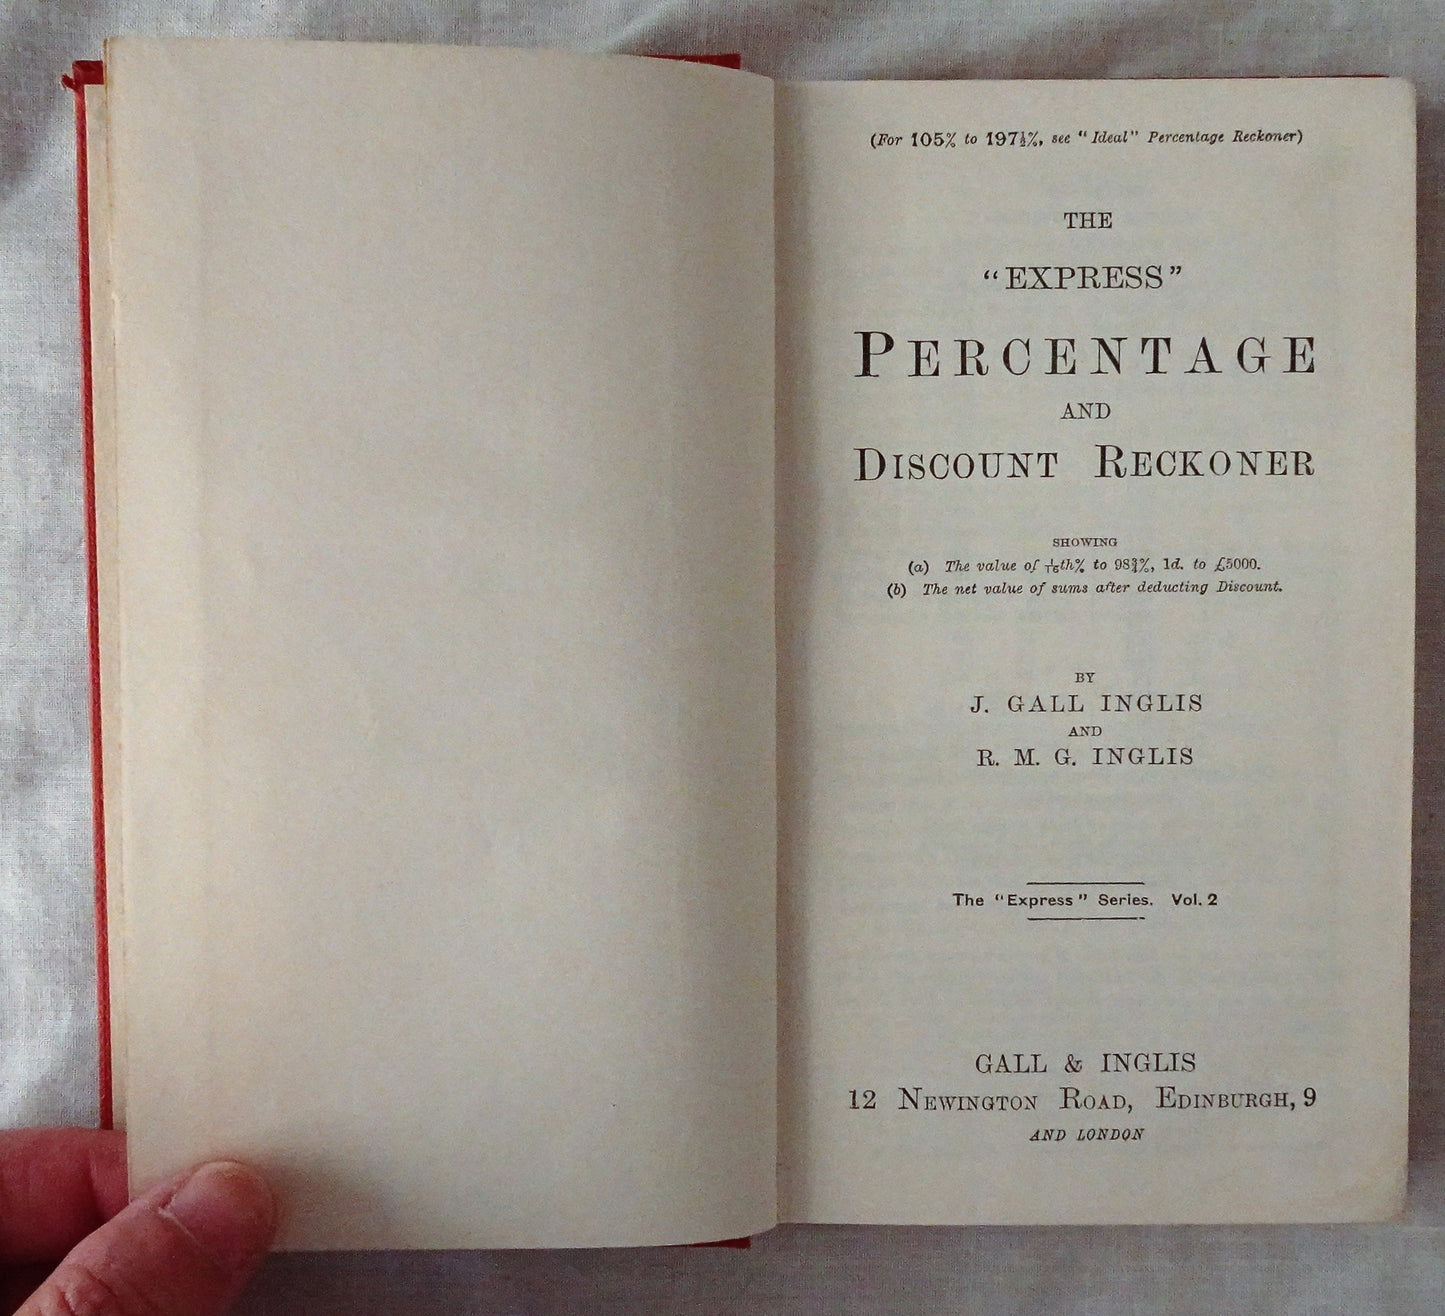 (For 105% to 197½%, see "Ideal" Percentage Reckoner)
THE
"EXPRESS"
PERCENTAGE
AND
DISCOUNT RECKONER
SHOWING
(a) The value of 1/16th% to 98¾%, 1d. to £5000.
(b) The net value of sums after deducting Discount.
BY
J. GALL INGLIS
AND
R. M. G. INGLIS
The "Express" Series. Vol. 2
GALL & INGLIS
12 NEWINGTON ROAD, EDINBURGH, 9
AND LONDON